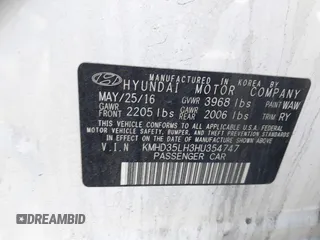 MANUFACTURED IN KOREA BY
HYUNDAI MOTOR COMPANY
MAY/25/16 GVWR 3968 lbs PAINT WAW
GAWR FRONT 2205 lbs GAWR REAR 2006 lbs TRIM RY
THIS VEHICLE CONFORMS TO ALL APPLICABLE U.S. FEDERAL
MOTOR VEHICLE SAFETY, BUMPER, AND THEFT PREVENTION
STANDARDS IN EFFECT ON THE DATE OF MANUFACTURE SHOWN ABOVE.
V.I.N KMHD35LH3HU354747
PASSENGER CAR
AUTOBIDMASTER